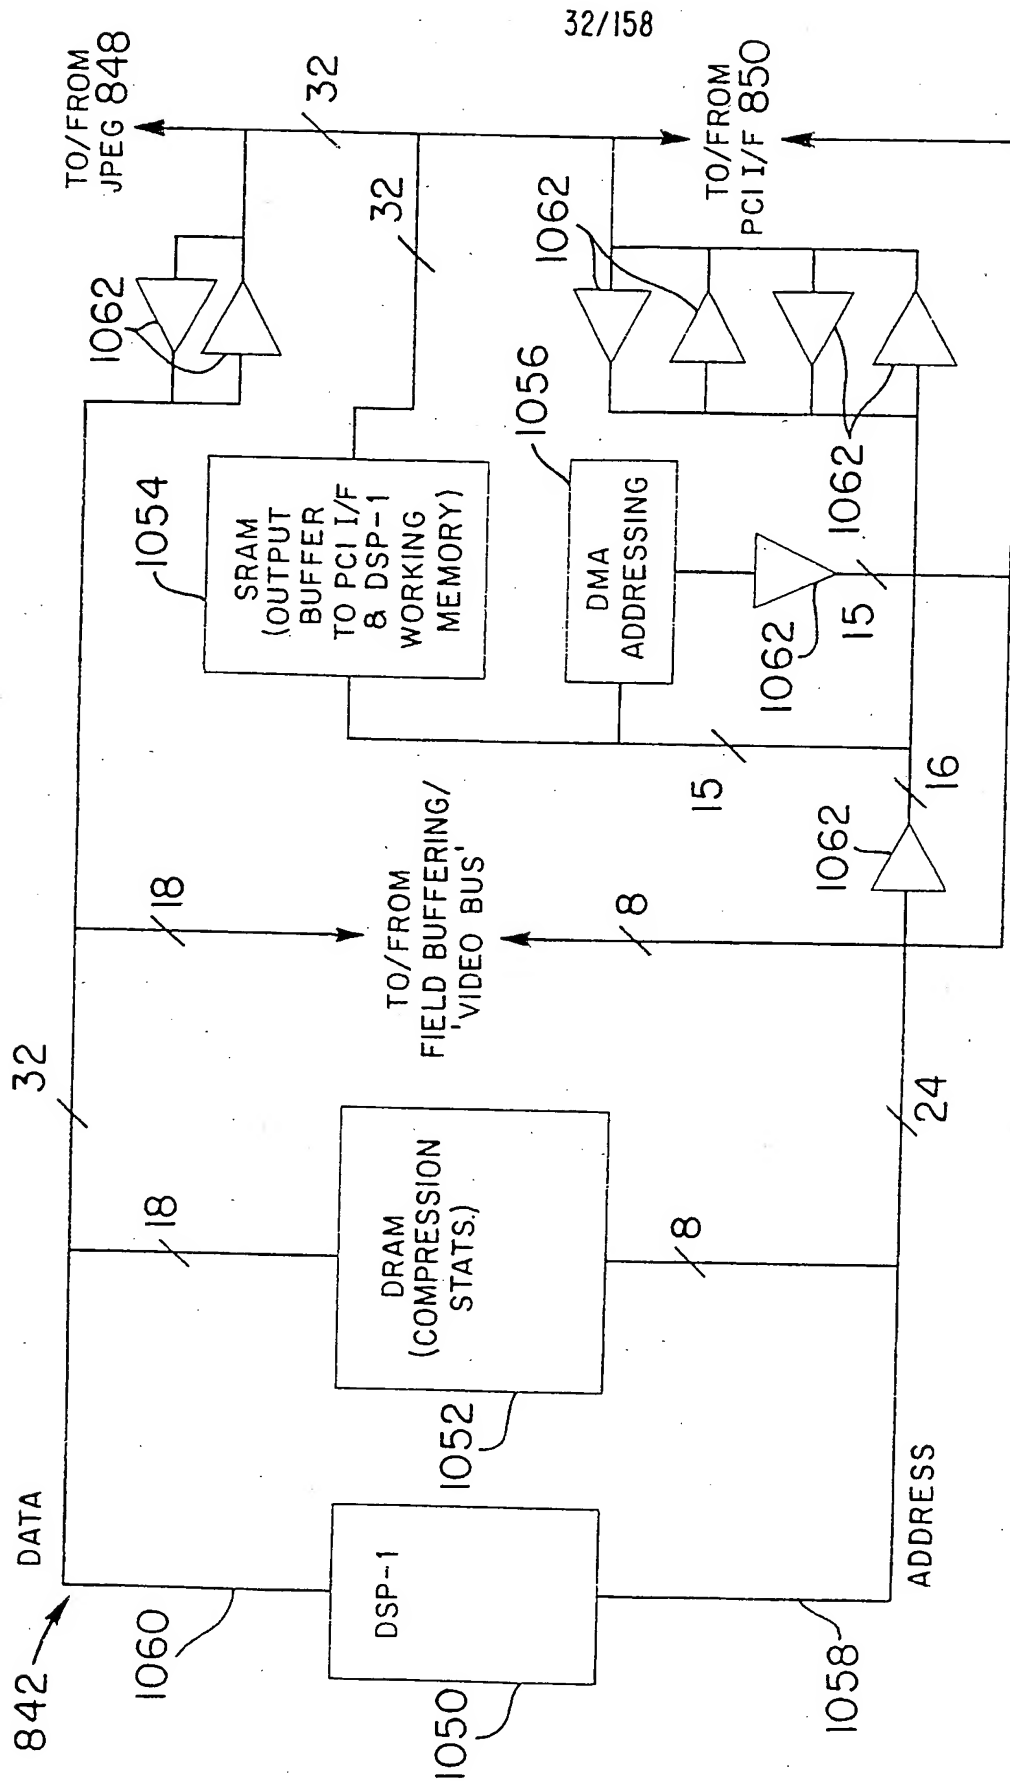 32/158
842
DATA
32
TO/FROM
JPEG 848
32
1060
18
18
1062
32
1054
SRAM
(OUTPUT
BUFFER
TO PCI I/F
& DSP-1
WORKING
MEMORY)
1050
DSP-1
1052
DRAM
(COMPRESSION
STATS.)
TO/FROM
FIELD BUFFERING/
'VIDEO BUS'
1056
DMA
ADDRESSING
1062
TO/FROM
PCI I/F 850
8
8
15
1062
15
1062
1058
ADDRESS
24
1062
16